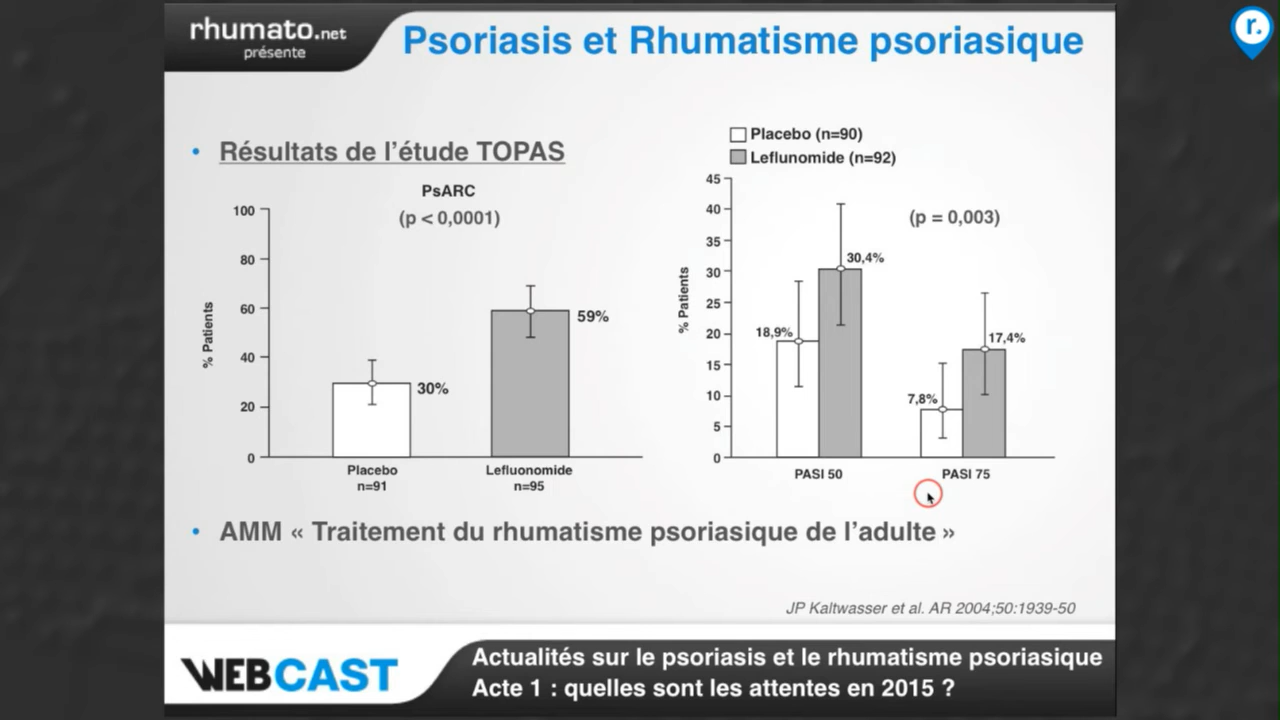 rhumato.net
présente
Psoriasis et Rhumatisme psoriasique
r.
• Résultats de l'étude TOPAS
PsARC
(p < 0,0001)
% Patients
100
80
60
40
20
0
30%
59%
Placebo
n=91
Lefluonomide
n=95
Placebo (n=90)
Leflunomide (n=92)
(p = 0,003)
% Patients
45
40
35
30
25
20
15
10
5
0
18,9%
30,4%
7,8%
17,4%
PASI 50
PASI 75
• AMM « Traitement du rhumatisme psoriasique de l'adulte »
JP Kaltwasser et al. AR 2004;50:1939-50
WEBCAST
Actualités sur le psoriasis et le rhumatisme psoriasique
Acte 1 : quelles sont les attentes en 2015 ?